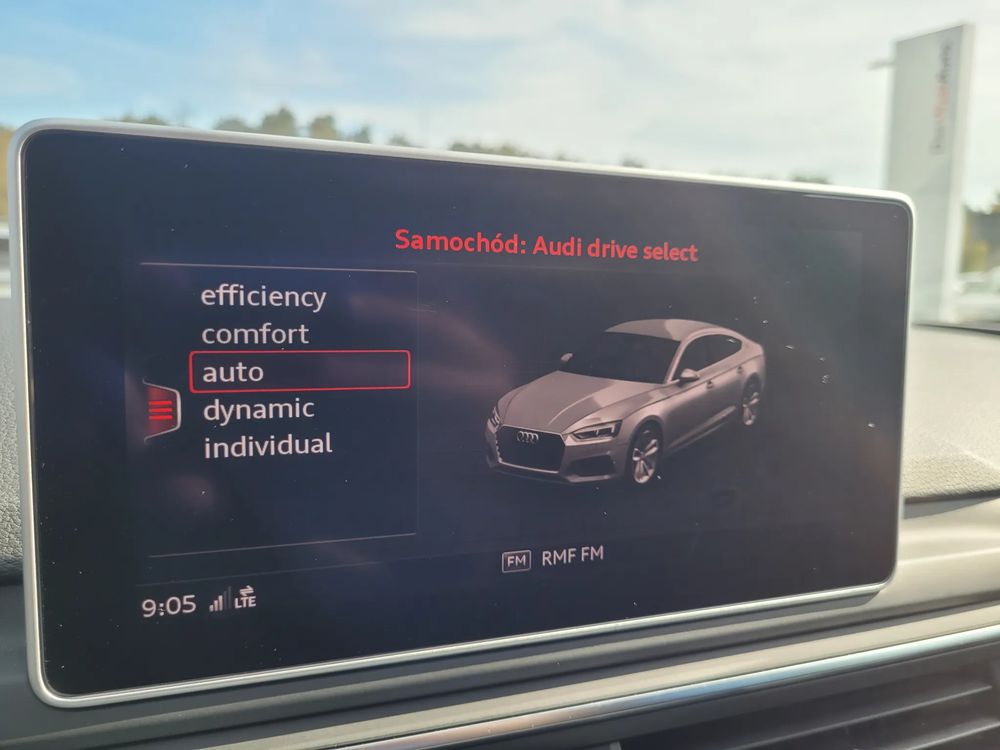 Samochód: Audi drive select
efficiency
comfort
auto
dynamic
individual
FM RMF FM
9:05 LTE